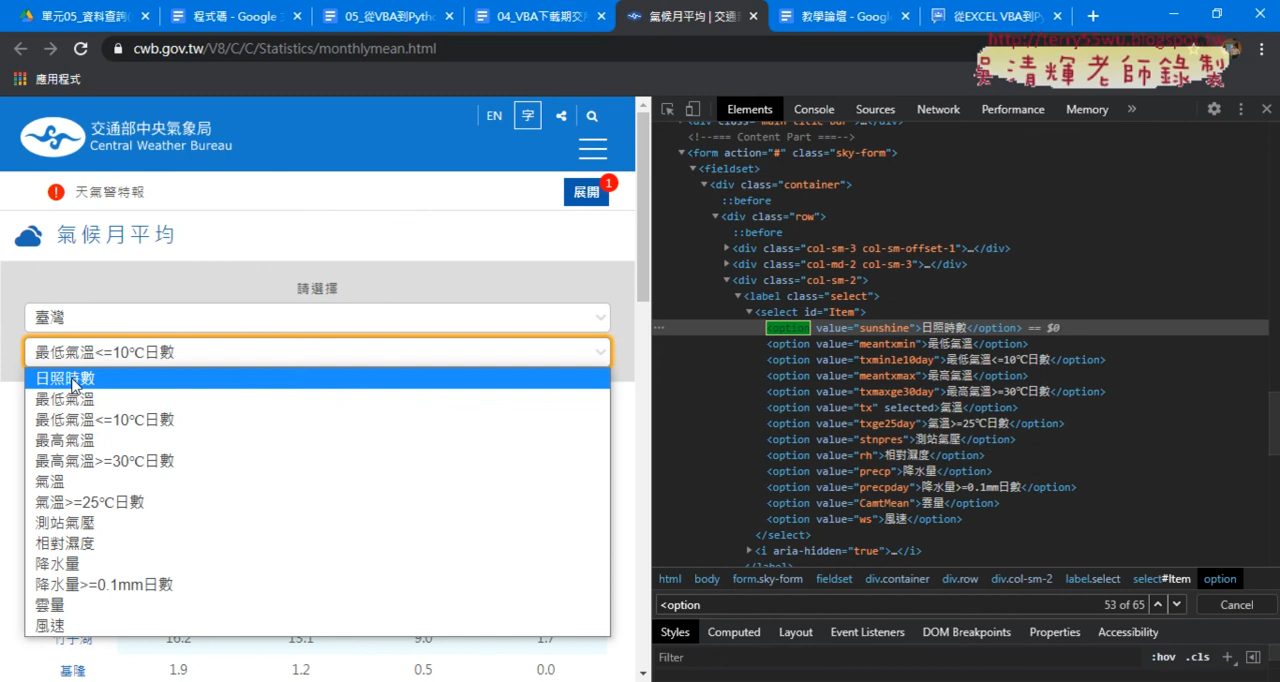 單元05_資料查詢(
程式碼 - Google
05_從VBA到Pytho
04_VBA下載期交
氣候月平均 | 交通
教學論壇 - Googl
從EXCEL VBA到Py
cwb.gov.tw/V8/C/C/Statistics/monthlymean.html
http://terry55wu.blogspot.tw
吳清輝老師錄製
應用程式
交通部中央氣象局
Central Weather Bureau
EN
字
天氣警特報
展開
1
氣候月平均
請選擇
臺灣
最低氣溫<=10℃日數
日照時數
最低氣溫
最低氣溫<=10℃日數
最高氣溫
最高氣溫>=30℃日數
氣溫
氣溫>=25℃日數
測站氣壓
相對濕度
降水量
降水量>=0.1mm日數
雲量
風速
竹子湖 16.2 15.1 9.0 1.7
基隆 1.9 1.2 0.5 0.0
Elements Console Sources Network Performance Memory »
<!--=== Content Part ===-->
▼<form action="#" class="sky-form">
▼<fieldset>
▼<div class="container">
::before
▼<div class="row">
::before
▶<div class="col-sm-3 col-sm-offset-1">…</div>
▶<div class="col-md-2 col-sm-3">…</div>
▼<div class="col-sm-2">
▼<label class="select">
▼<select id="Item">
<option value="sunshine">日照時數</option> == $0
<option value="meantxmin">最低氣溫</option>
<option value="txminle10day">最低氣溫<=10℃日數</option>
<option value="meantxmax">最高氣溫</option>
<option value="txmaxge30day">最高氣溫>=30℃日數</option>
<option value="tx" selected>氣溫</option>
<option value="txge25day">氣溫>=25℃日數</option>
<option value="stnpres">測站氣壓</option>
<option value="rh">相對濕度</option>
<option value="precp">降水量</option>
<option value="precpday">降水量>=0.1mm日數</option>
<option value="CamtMean">雲量</option>
<option value="ws">風速</option>
</select>
▶<i aria-hidden="true">…</i>
</label>
html body form.sky-form fieldset div.container div.row div.col-sm-2 label.select select#Item option
<option
53 of 65
Cancel
Styles Computed Layout Event Listeners DOM Breakpoints Properties Accessibility
Filter
:hov .cls